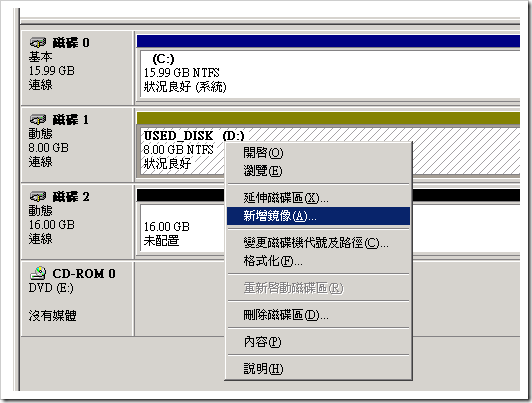 磁碟 0
基本
15.99 GB
連線
(C:)
15.99 GB NTFS
狀況良好 (系統)
磁碟 1
動態
8.00 GB
連線
USED_DISK (D:)
8.00 GB NTFS
狀況良好
磁碟 2
動態
16.00 GB
連線
16.00 GB
未配置
CD-ROM 0
DVD (E:)
沒有媒體
開啓(O)
瀏覽(E)
延伸磁碟區(X)...
新增鏡像(A)...
變更磁碟機代號及路徑(C)...
格式化(F)...
重新啓動磁碟區(R)
刪除磁碟區(D)...
內容(P)
說明(H)